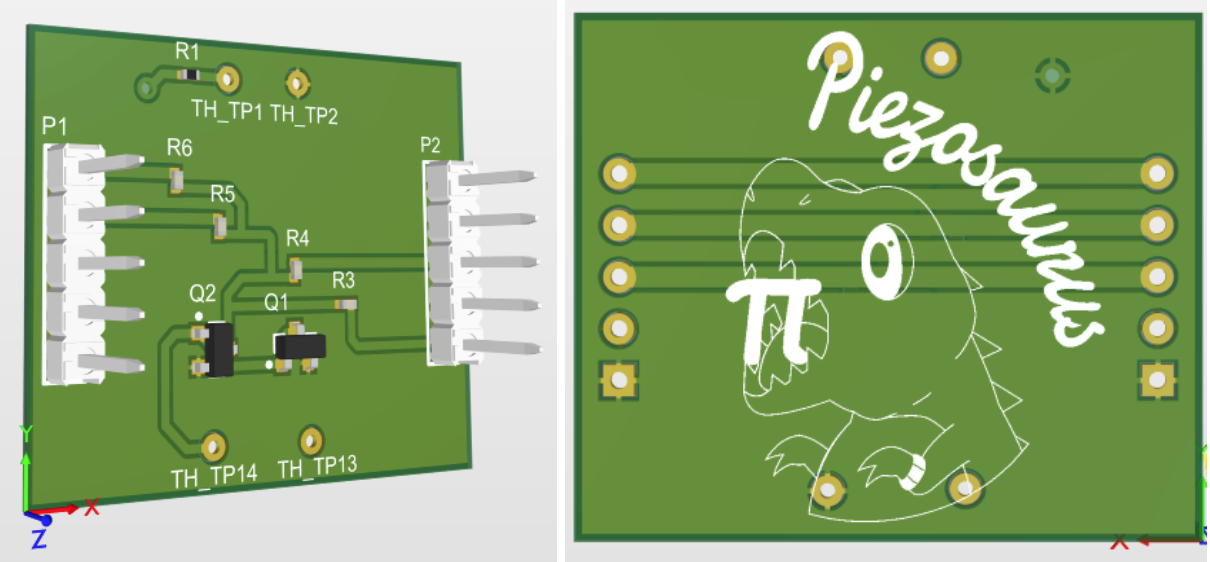 R1
TH_TP1 TH_TP2
P1
P2
R6
R5
R4
R3
Q2
Q1
TH_TP14
TH_TP13
Y
X
Z
Piezosaurus
π
X